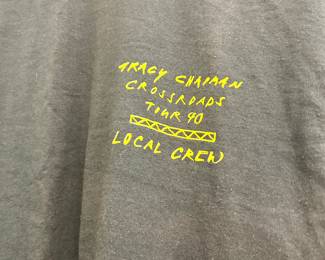 TRACY CHAPMAN
CROSSROADS
TOUR 90
LOCAL CREW